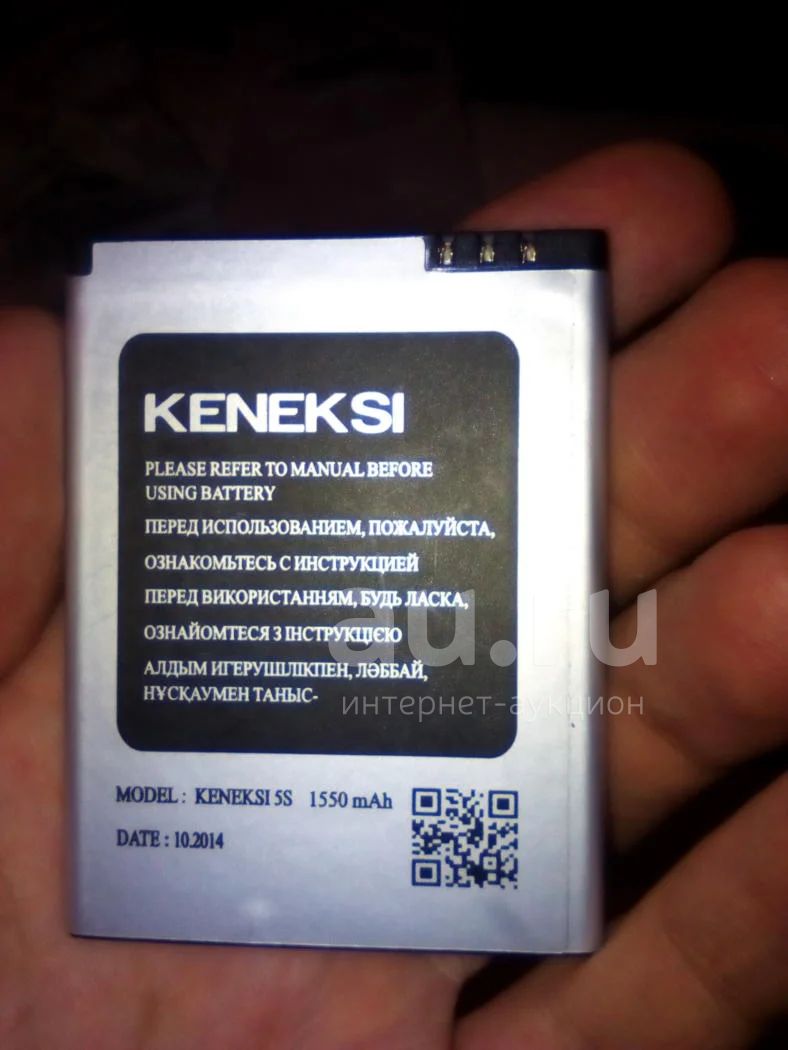 KENEKSI
PLEASE REFER TO MANUAL BEFORE
USING BATTERY
ПЕРЕД ИСПОЛЬЗОВАНИЕМ, ПОЖАЛУЙСТА,
ОЗНАКОМЬТЕСЬ С ИНСТРУКЦИЕЙ
ПЕРЕД ВИКОРИСТАННЯМ, БУДЬ ЛАСКА,
ОЗНАЙОМТЕСЯ З ІНСТРУКЦІЄЮ
АЛДЫМ ИГЕРУШЛІКПЕН, ЛӘББАЙ,
НҰСҚАУМЕН ТАНЫС-
au.ru
интернет-аукцион
MODEL : KENEKSI 5S 1550 mAh
DATE : 10.2014